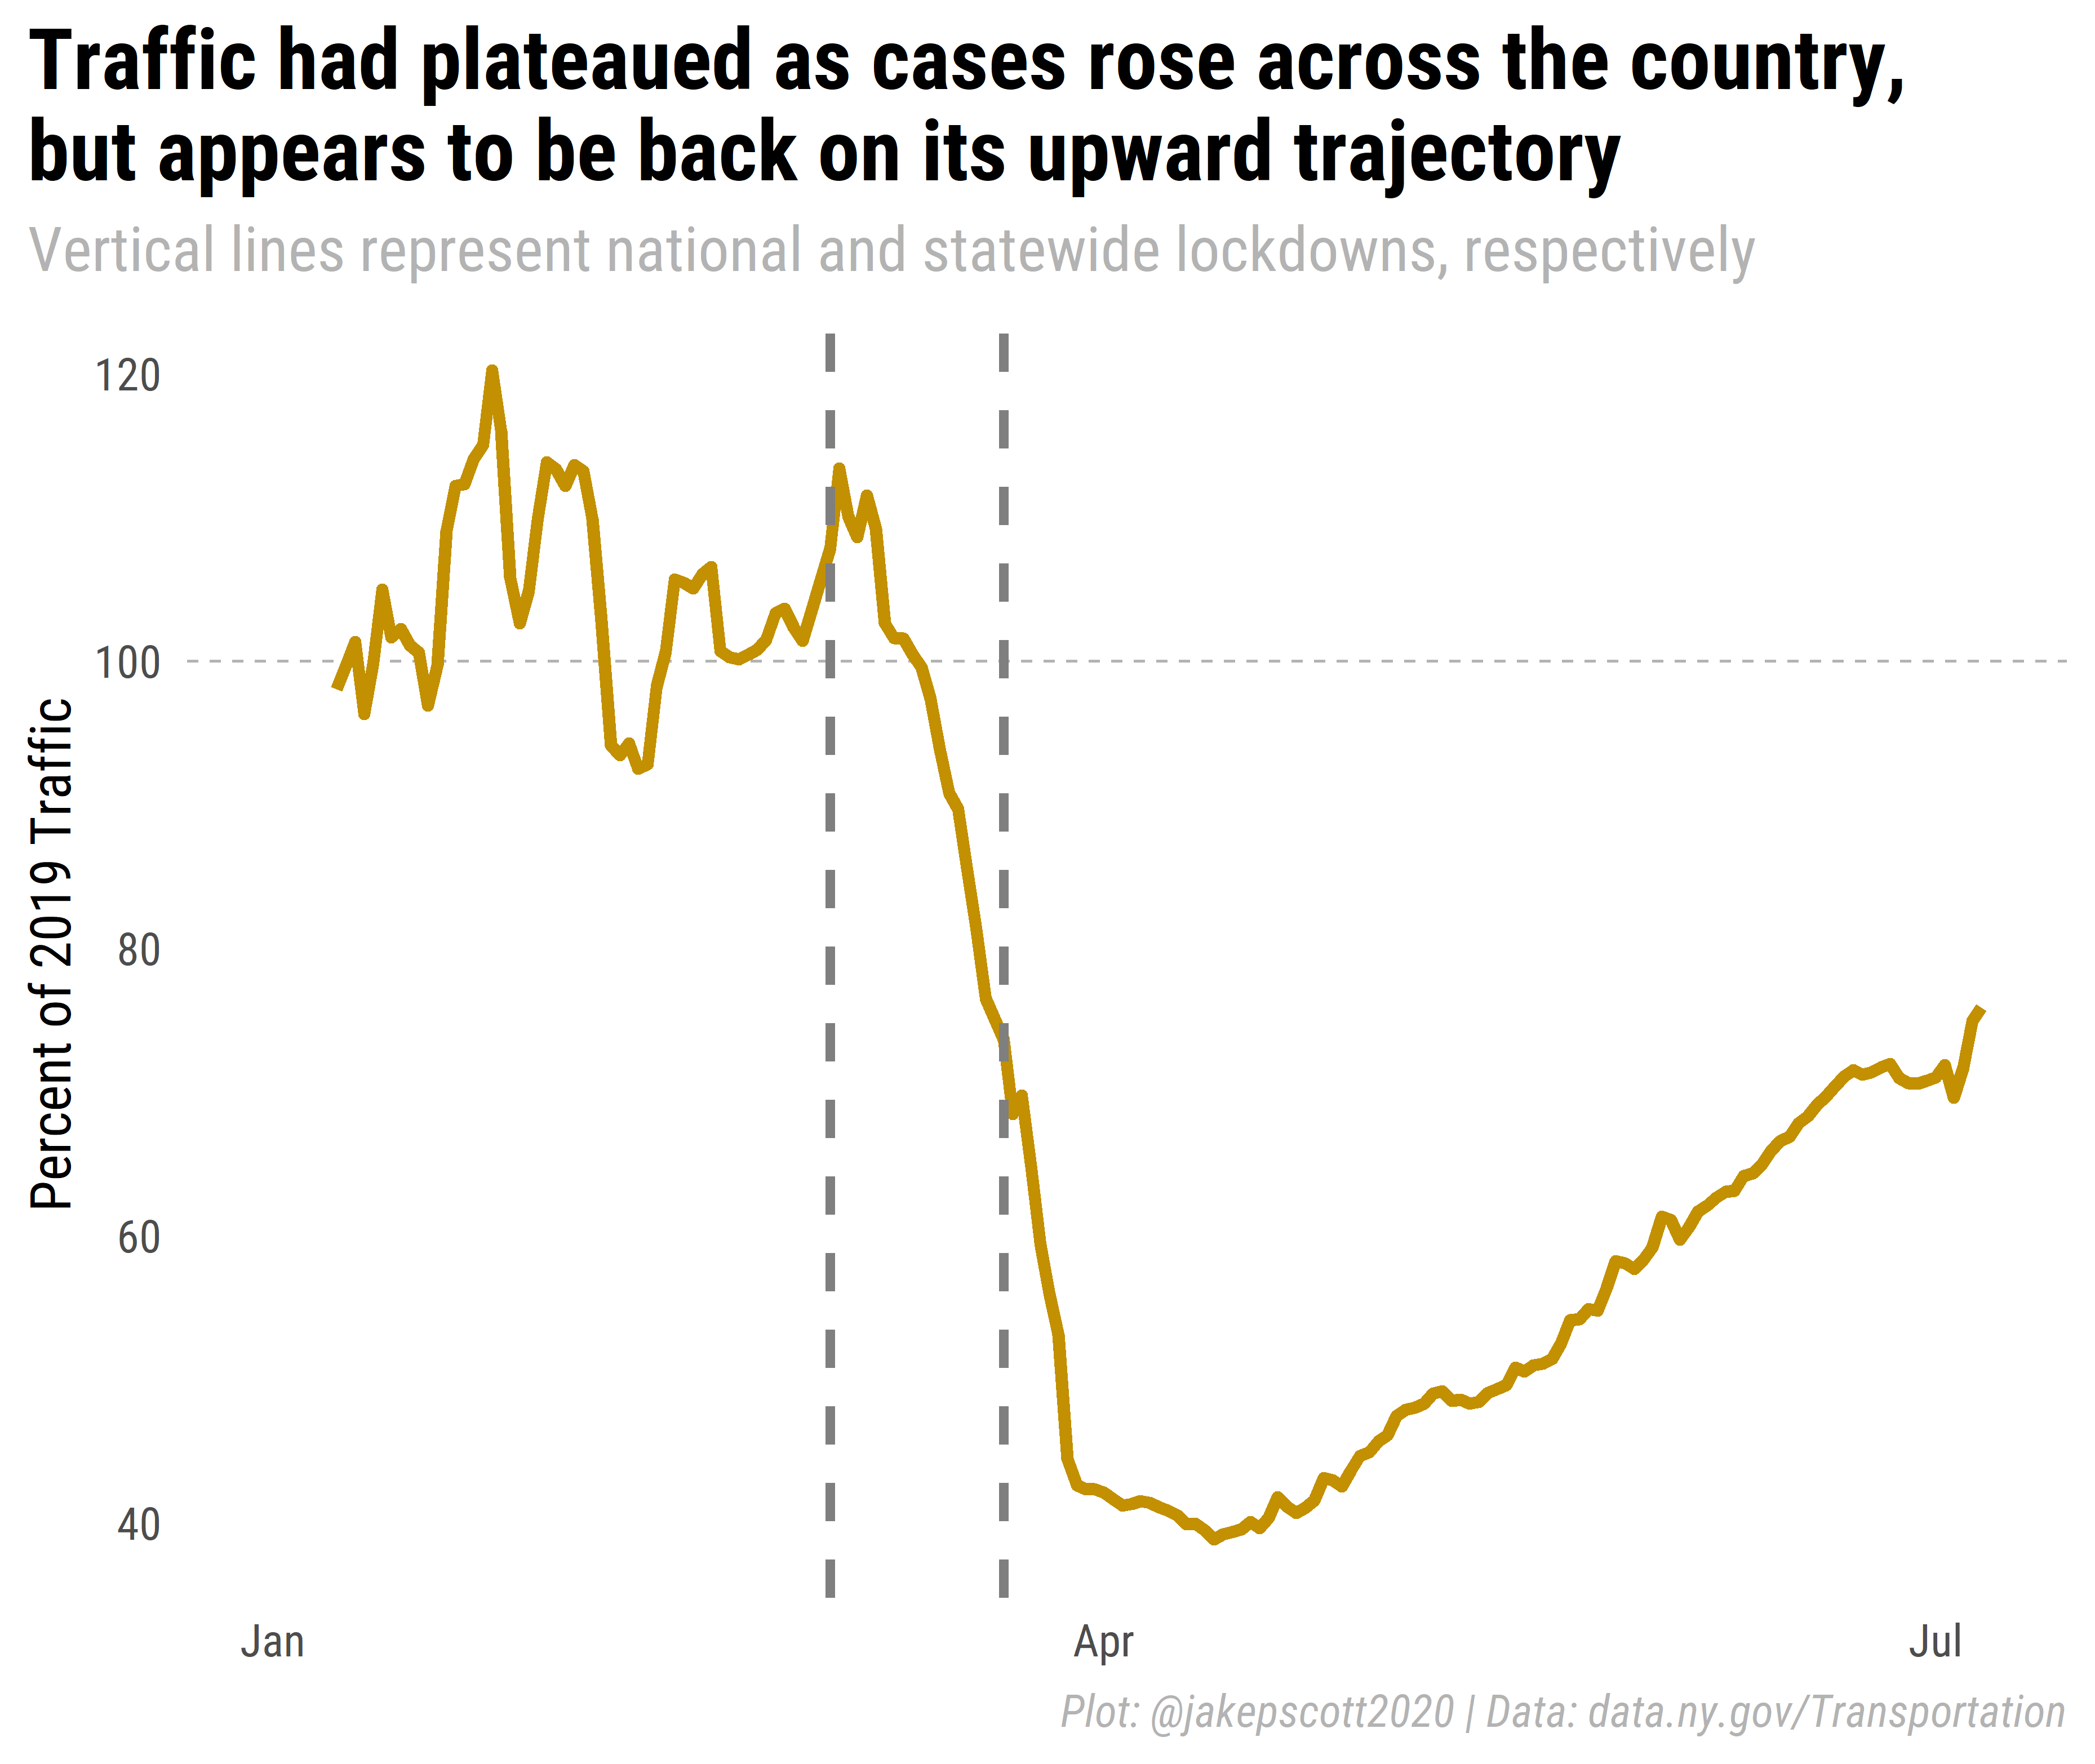 Traffic had plateaued as cases rose across the country,
but appears to be back on its upward trajectory
Vertical lines represent national and statewide lockdowns, respectively
Percent of 2019 Traffic
120
100
80
60
40
Jan
Apr
Jul
Plot: @jakepscott2020 | Data: data.ny.gov/Transportation